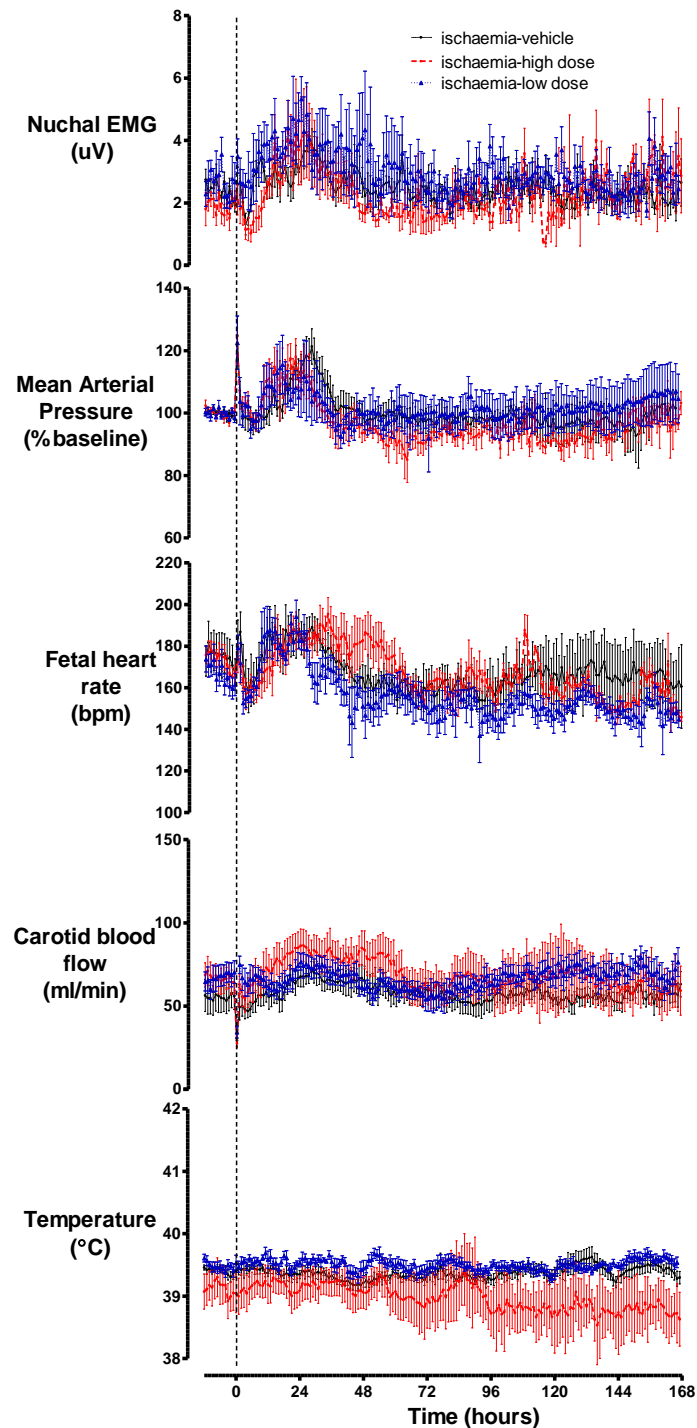 ischaemia-vehicle
ischaemia-high dose
ischaemia-low dose
8
6
4
2
0
Nuchal EMG
(uV)
140
120
100
80
60
Mean Arterial
Pressure
(%baseline)
220
200
180
160
140
120
100
Fetal heart
rate
(bpm)
150
100
50
0
Carotid blood
flow
(ml/min)
42
41
40
39
38
Temperature
(°C)
0 24 48 72 96 120 144 168
Time (hours)